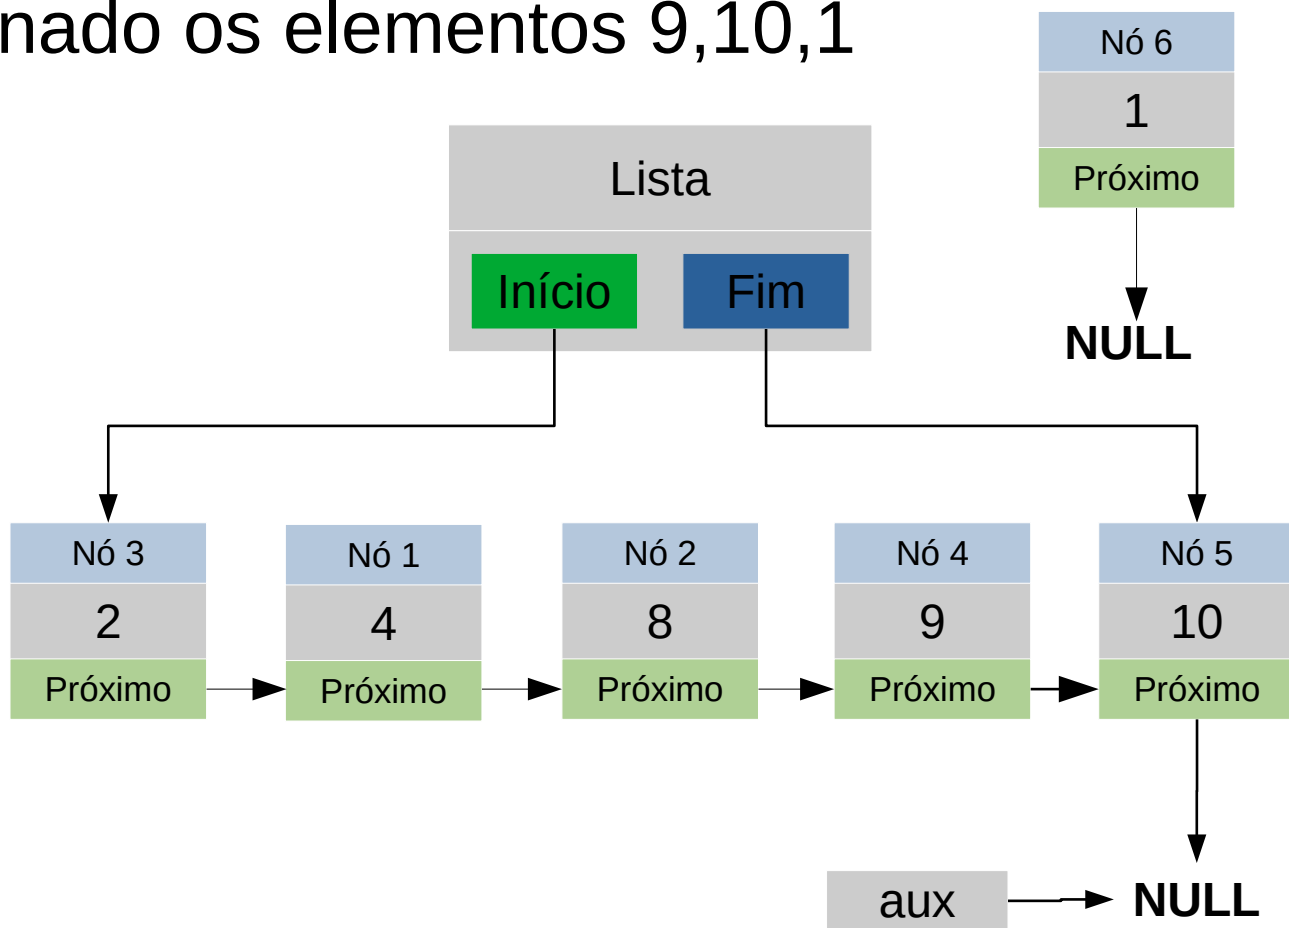 nado os elementos 9,10,1
Nó 6
1
Próximo
NULL
Lista
Início
Fim
Nó 3
2
Próximo
Nó 1
4
Próximo
Nó 2
8
Próximo
Nó 4
9
Próximo
Nó 5
10
Próximo
aux
NULL